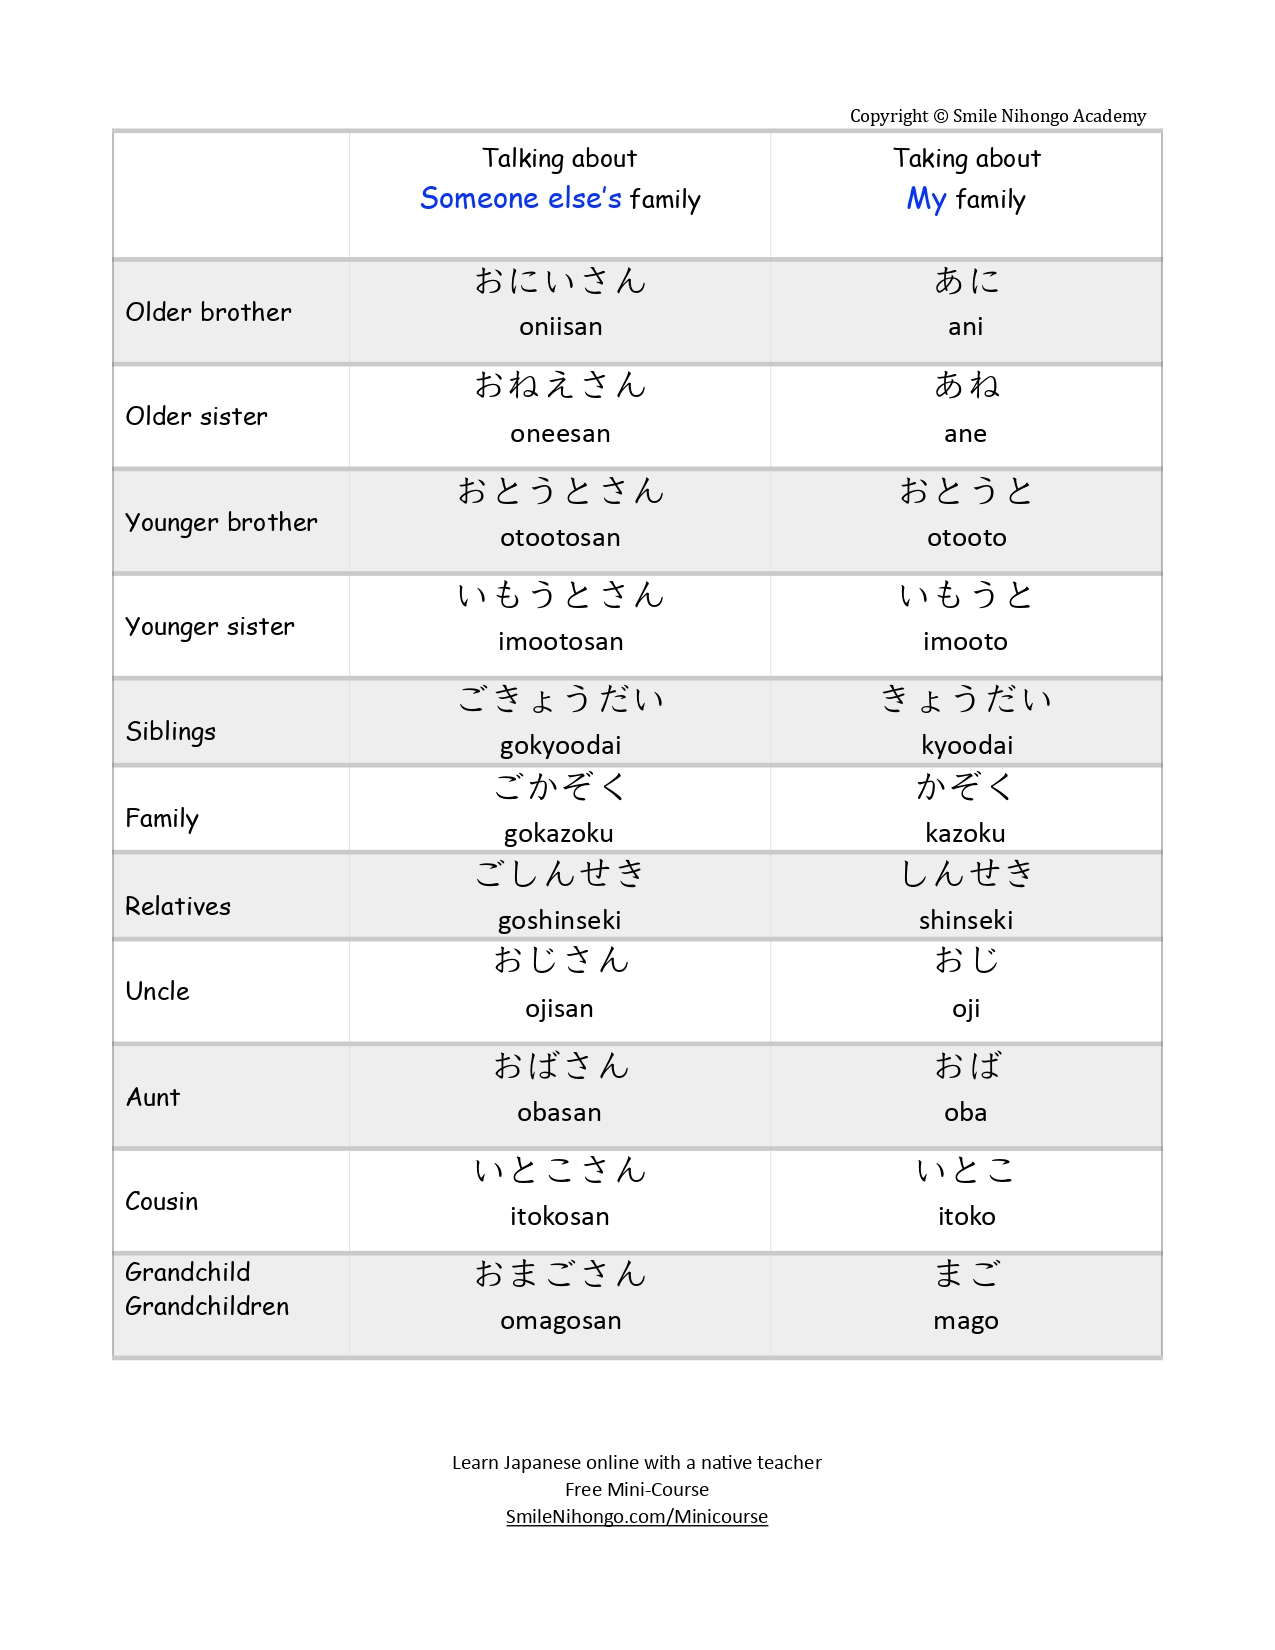 Copyright © Smile Nihongo Academy
Talking about
Someone else's family
Taking about
My family
Older brother
おにいさん
oniisan
あに
ani
Older sister
おねえさん
oneesan
あね
ane
Younger brother
おとうとさん
otootosan
おとうと
otooto
Younger sister
いもうとさん
imootosan
いもうと
imooto
Siblings
ごきょうだい
gokyoodai
きょうだい
kyoodai
Family
ごかぞく
gokazoku
かぞく
kazoku
Relatives
ごしんせき
goshinseki
しんせき
shinseki
Uncle
おじさん
ojisan
おじ
oji
Aunt
おばさん
obasan
おば
oba
Cousin
いとこさん
itokosan
いとこ
itoko
Grandchild
Grandchildren
おまごさん
omagosan
まご
mago
Learn Japanese online with a native teacher
Free Mini-Course
SmileNihongo.com/Minicourse